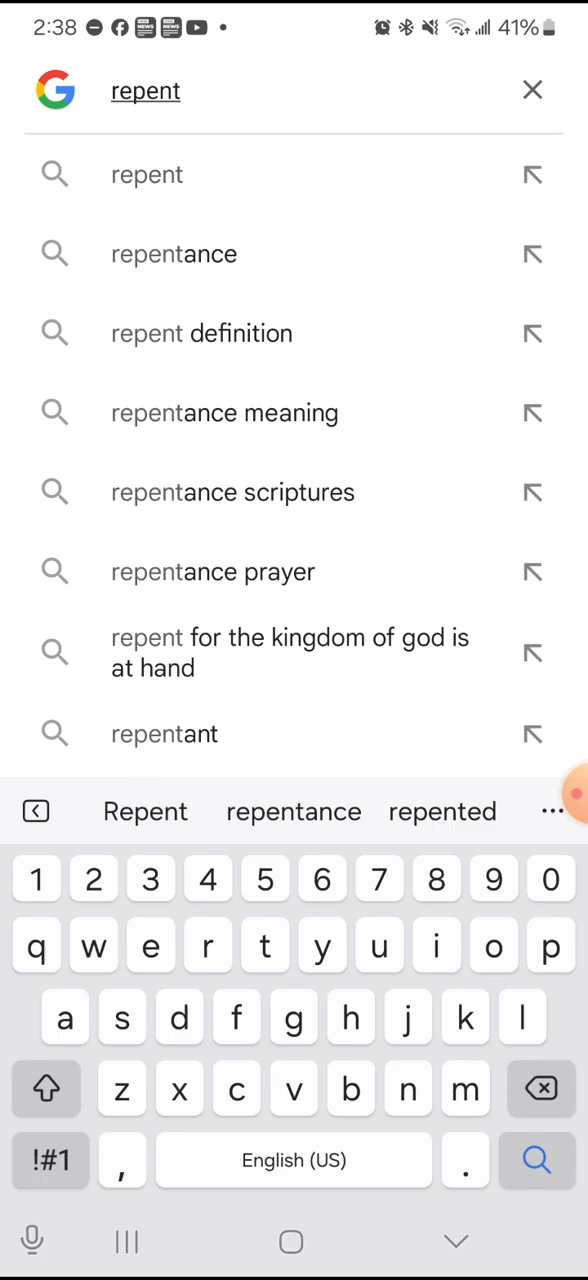 2:38 41%
repent
repent
repentance
repent definition
repentance meaning
repentance scriptures
repentance prayer
repent for the kingdom of god is
at hand
repentant
Repent repentance repented
1 2 3 4 5 6 7 8 9 0
q w e r t y u i o p
a s d f g h j k l
z x c v b n m
!#1 , English (US) .